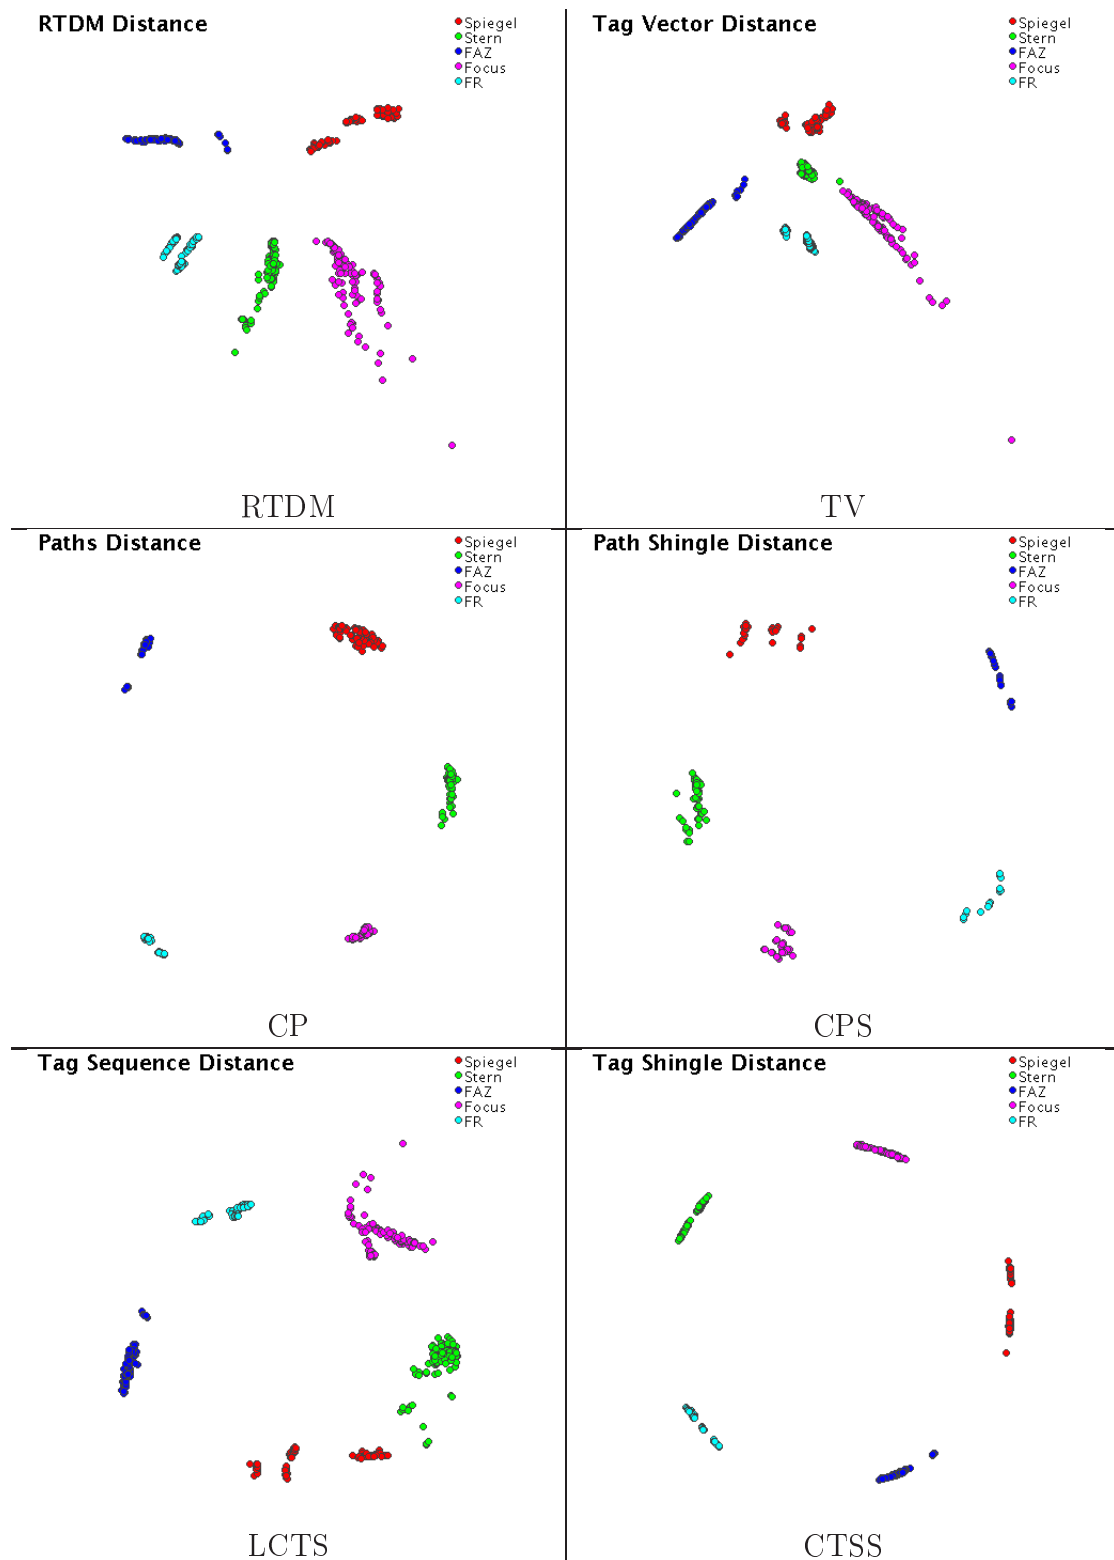 RTDM Distance
Spiegel
Stern
FAZ
Focus
FR
RTDM
Tag Vector Distance
Spiegel
Stern
FAZ
Focus
FR
TV
Paths Distance
Spiegel
Stern
FAZ
Focus
FR
CP
Path Shingle Distance
Spiegel
Stern
FAZ
Focus
FR
CPS
Tag Sequence Distance
Spiegel
Stern
FAZ
Focus
FR
LCTS
Tag Shingle Distance
Spiegel
Stern
FAZ
Focus
FR
CTSS